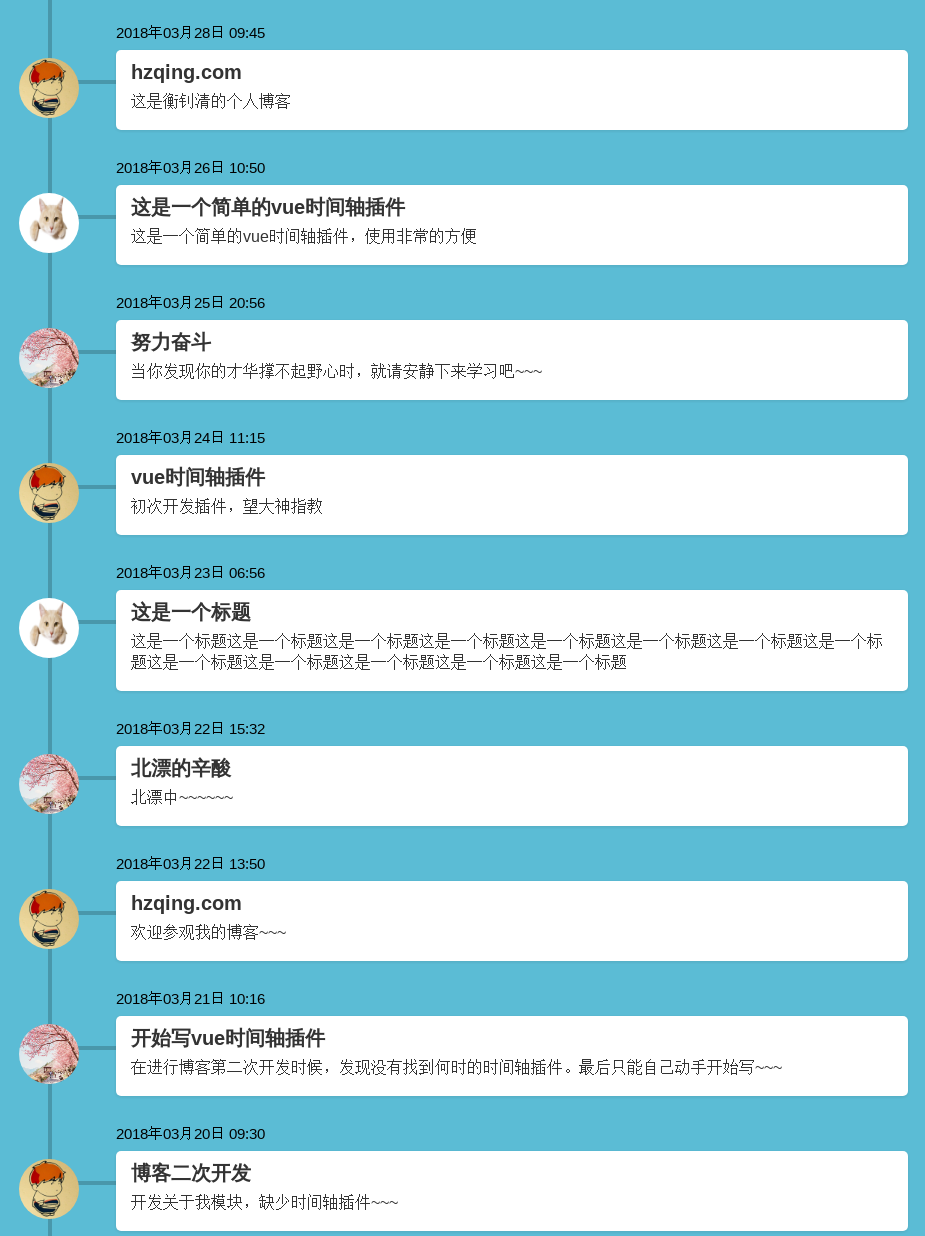 2018年03月28日 09:45
hzqing.com
这是衡钊清的个人博客
2018年03月26日 10:50
这是一个简单的vue时间轴插件
这是一个简单的vue时间轴插件，使用非常的方便
2018年03月25日 20:56
努力奋斗
当你发现你的才华撑不起野心时，就请安静下来学习吧~~~
2018年03月24日 11:15
vue时间轴插件
初次开发插件，望大神指教
2018年03月23日 06:56
这是一个标题
这是一个标题这是一个标题这是一个标题这是一个标题这是一个标题这是一个标题这是一个标题这是一个标
题这是一个标题这是一个标题这是一个标题这是一个标题这是一个标题
2018年03月22日 15:32
北漂的辛酸
北漂中~~~~~~
2018年03月22日 13:50
hzqing.com
欢迎参观我的博客~~~
2018年03月21日 10:16
开始写vue时间轴插件
在进行博客第二次开发时候，发现没有找到何时的时间轴插件。最后只能自己动手开始写~~~
2018年03月20日 09:30
博客二次开发
开发关于我模块，缺少时间轴插件~~~